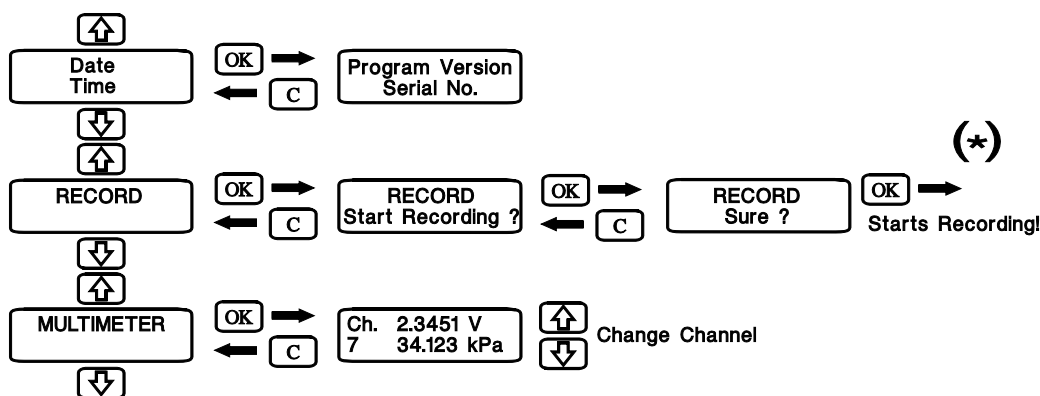 Date
Time
OK
C
Program Version
Serial No.
(*)
RECORD
OK
C
RECORD
Start Recording ?
OK
C
RECORD
Sure ?
OK
Starts Recording!
MULTIMETER
OK
C
Ch. 2.3451 V
7 34.123 kPa
Change Channel